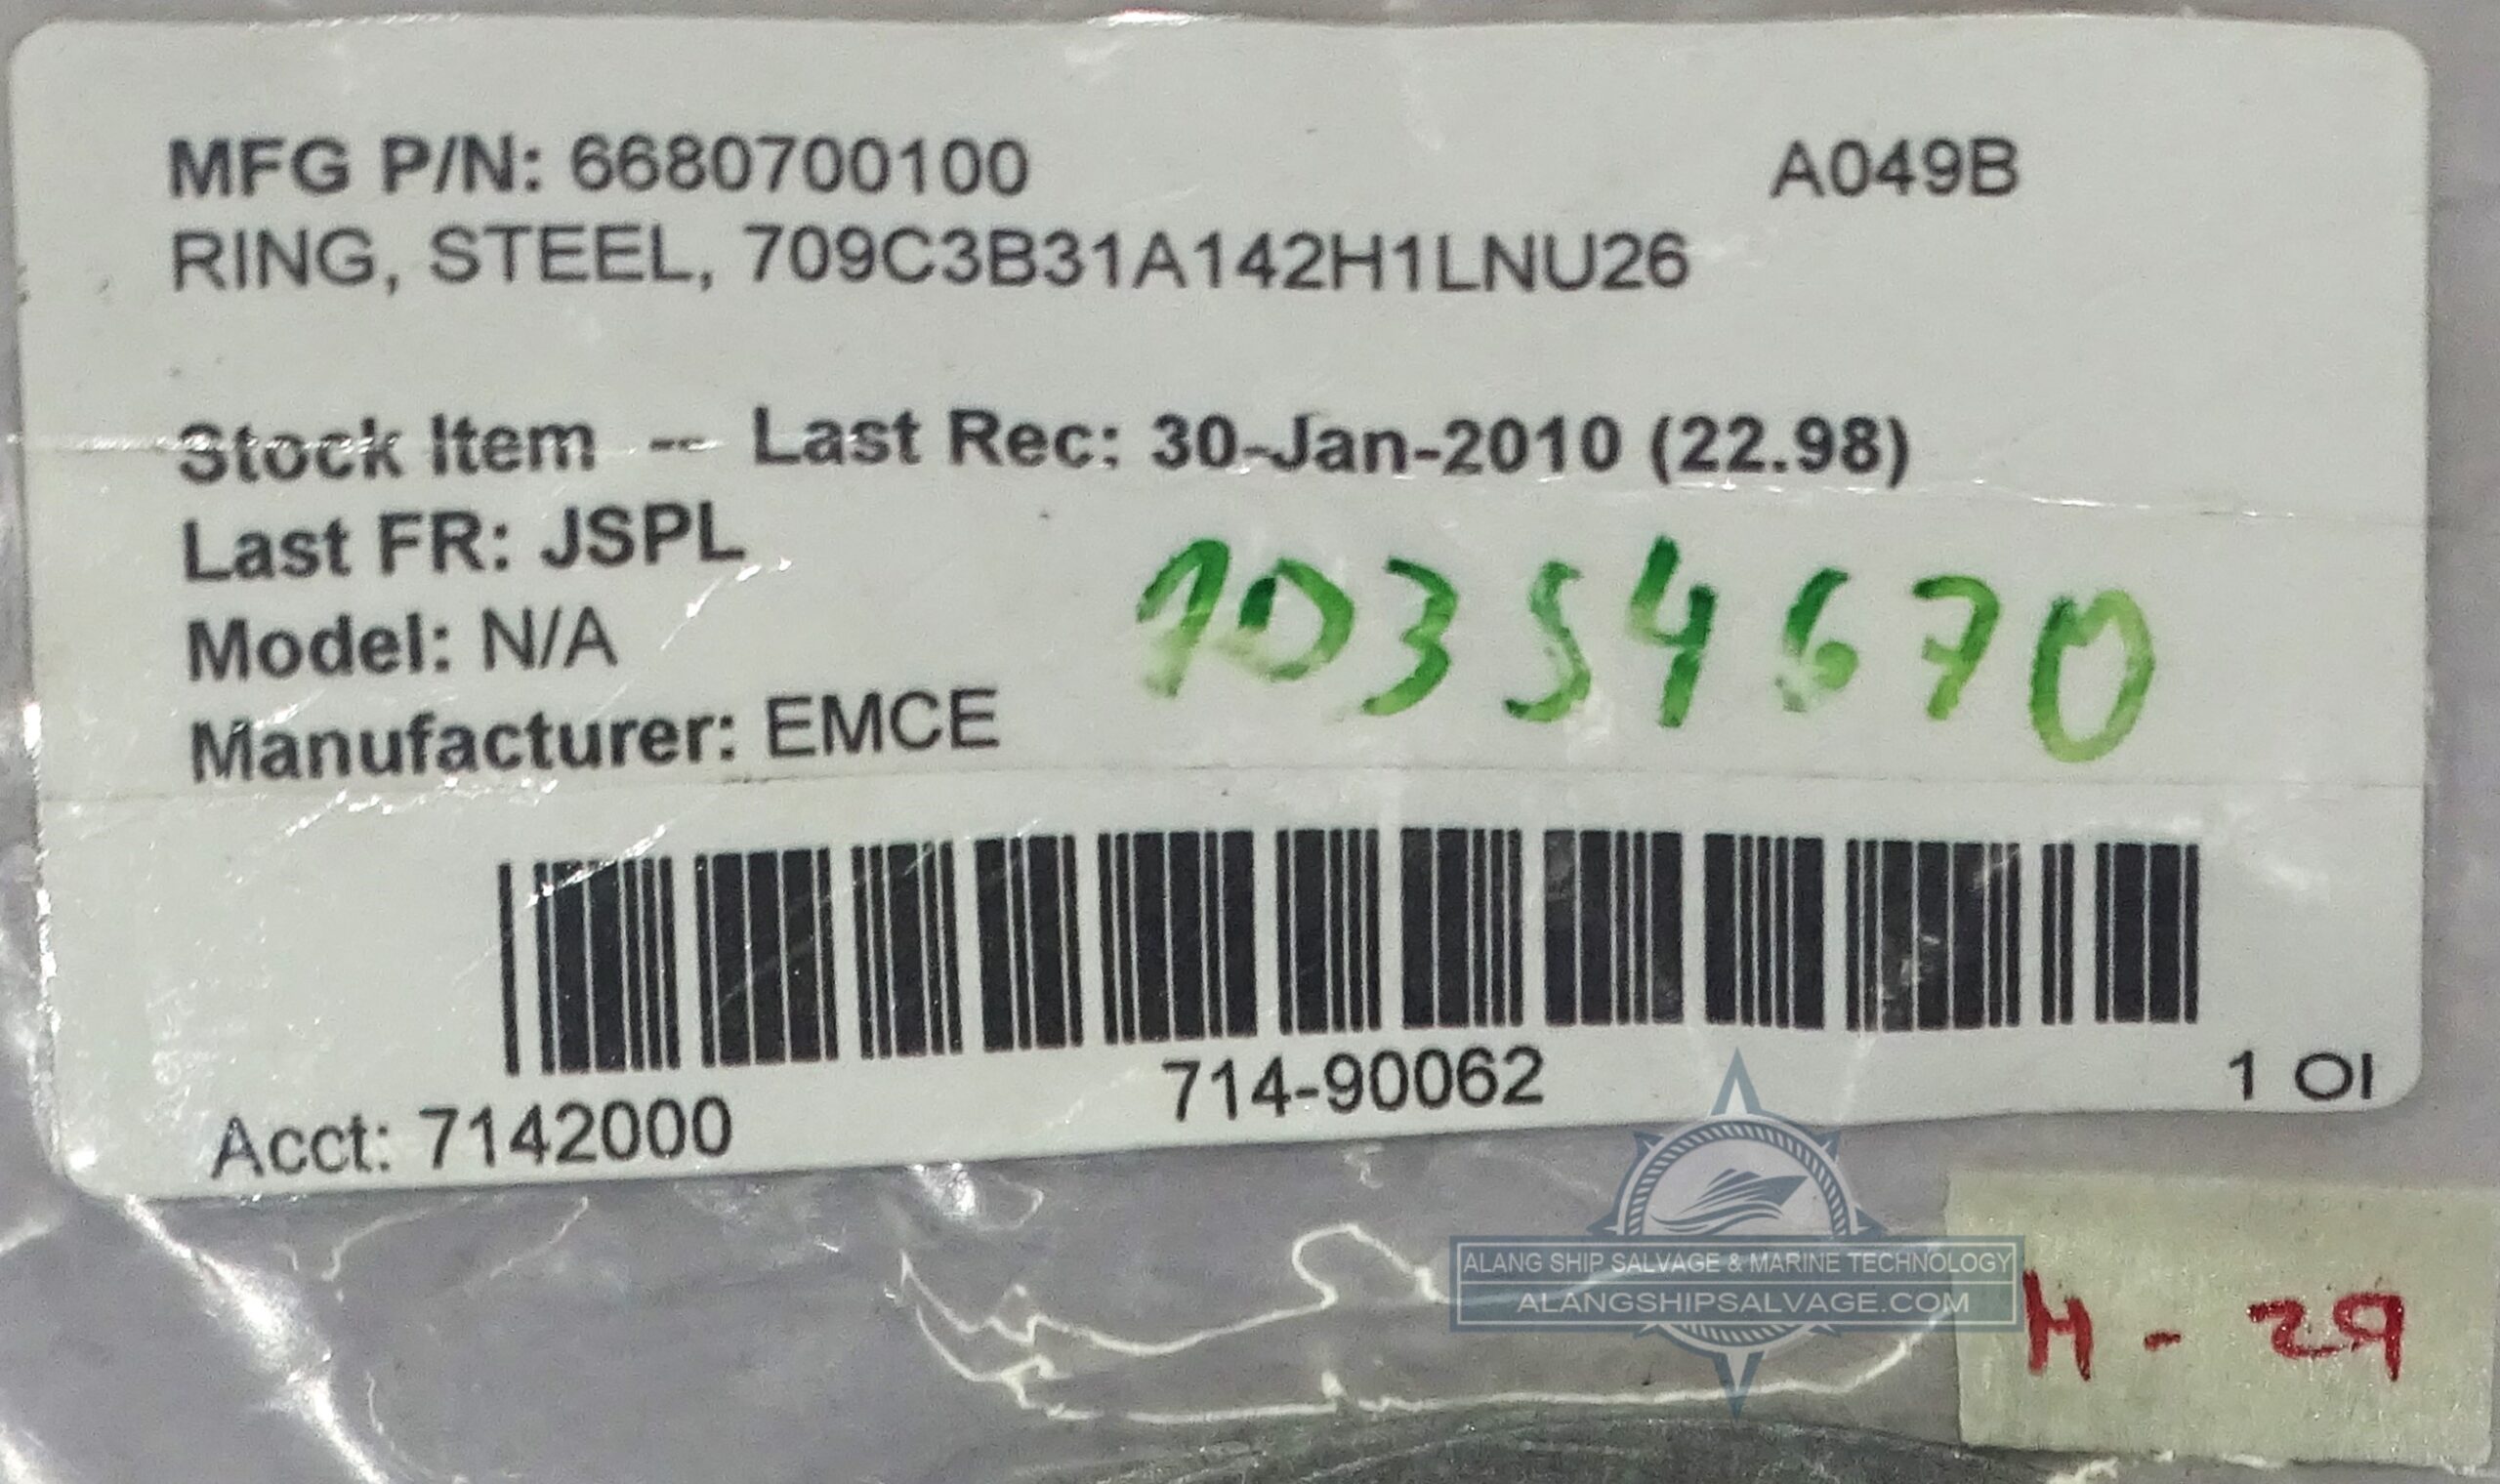 MFG P/N: 6680700100 A049B
RING, STEEL, 709C3B31A142H1LNU26
Stock Item -- Last Rec: 30-Jan-2010 (22.98)
Last FR: JSPL
10354670
Model: N/A
Manufacturer: EMCE
714-90062
1 OI
Acct: 7142000
ALANG SHIP SALVAGE & MARINE TECHNOLOGY
ALANGSHIPSALVAGE.COM
H - 29